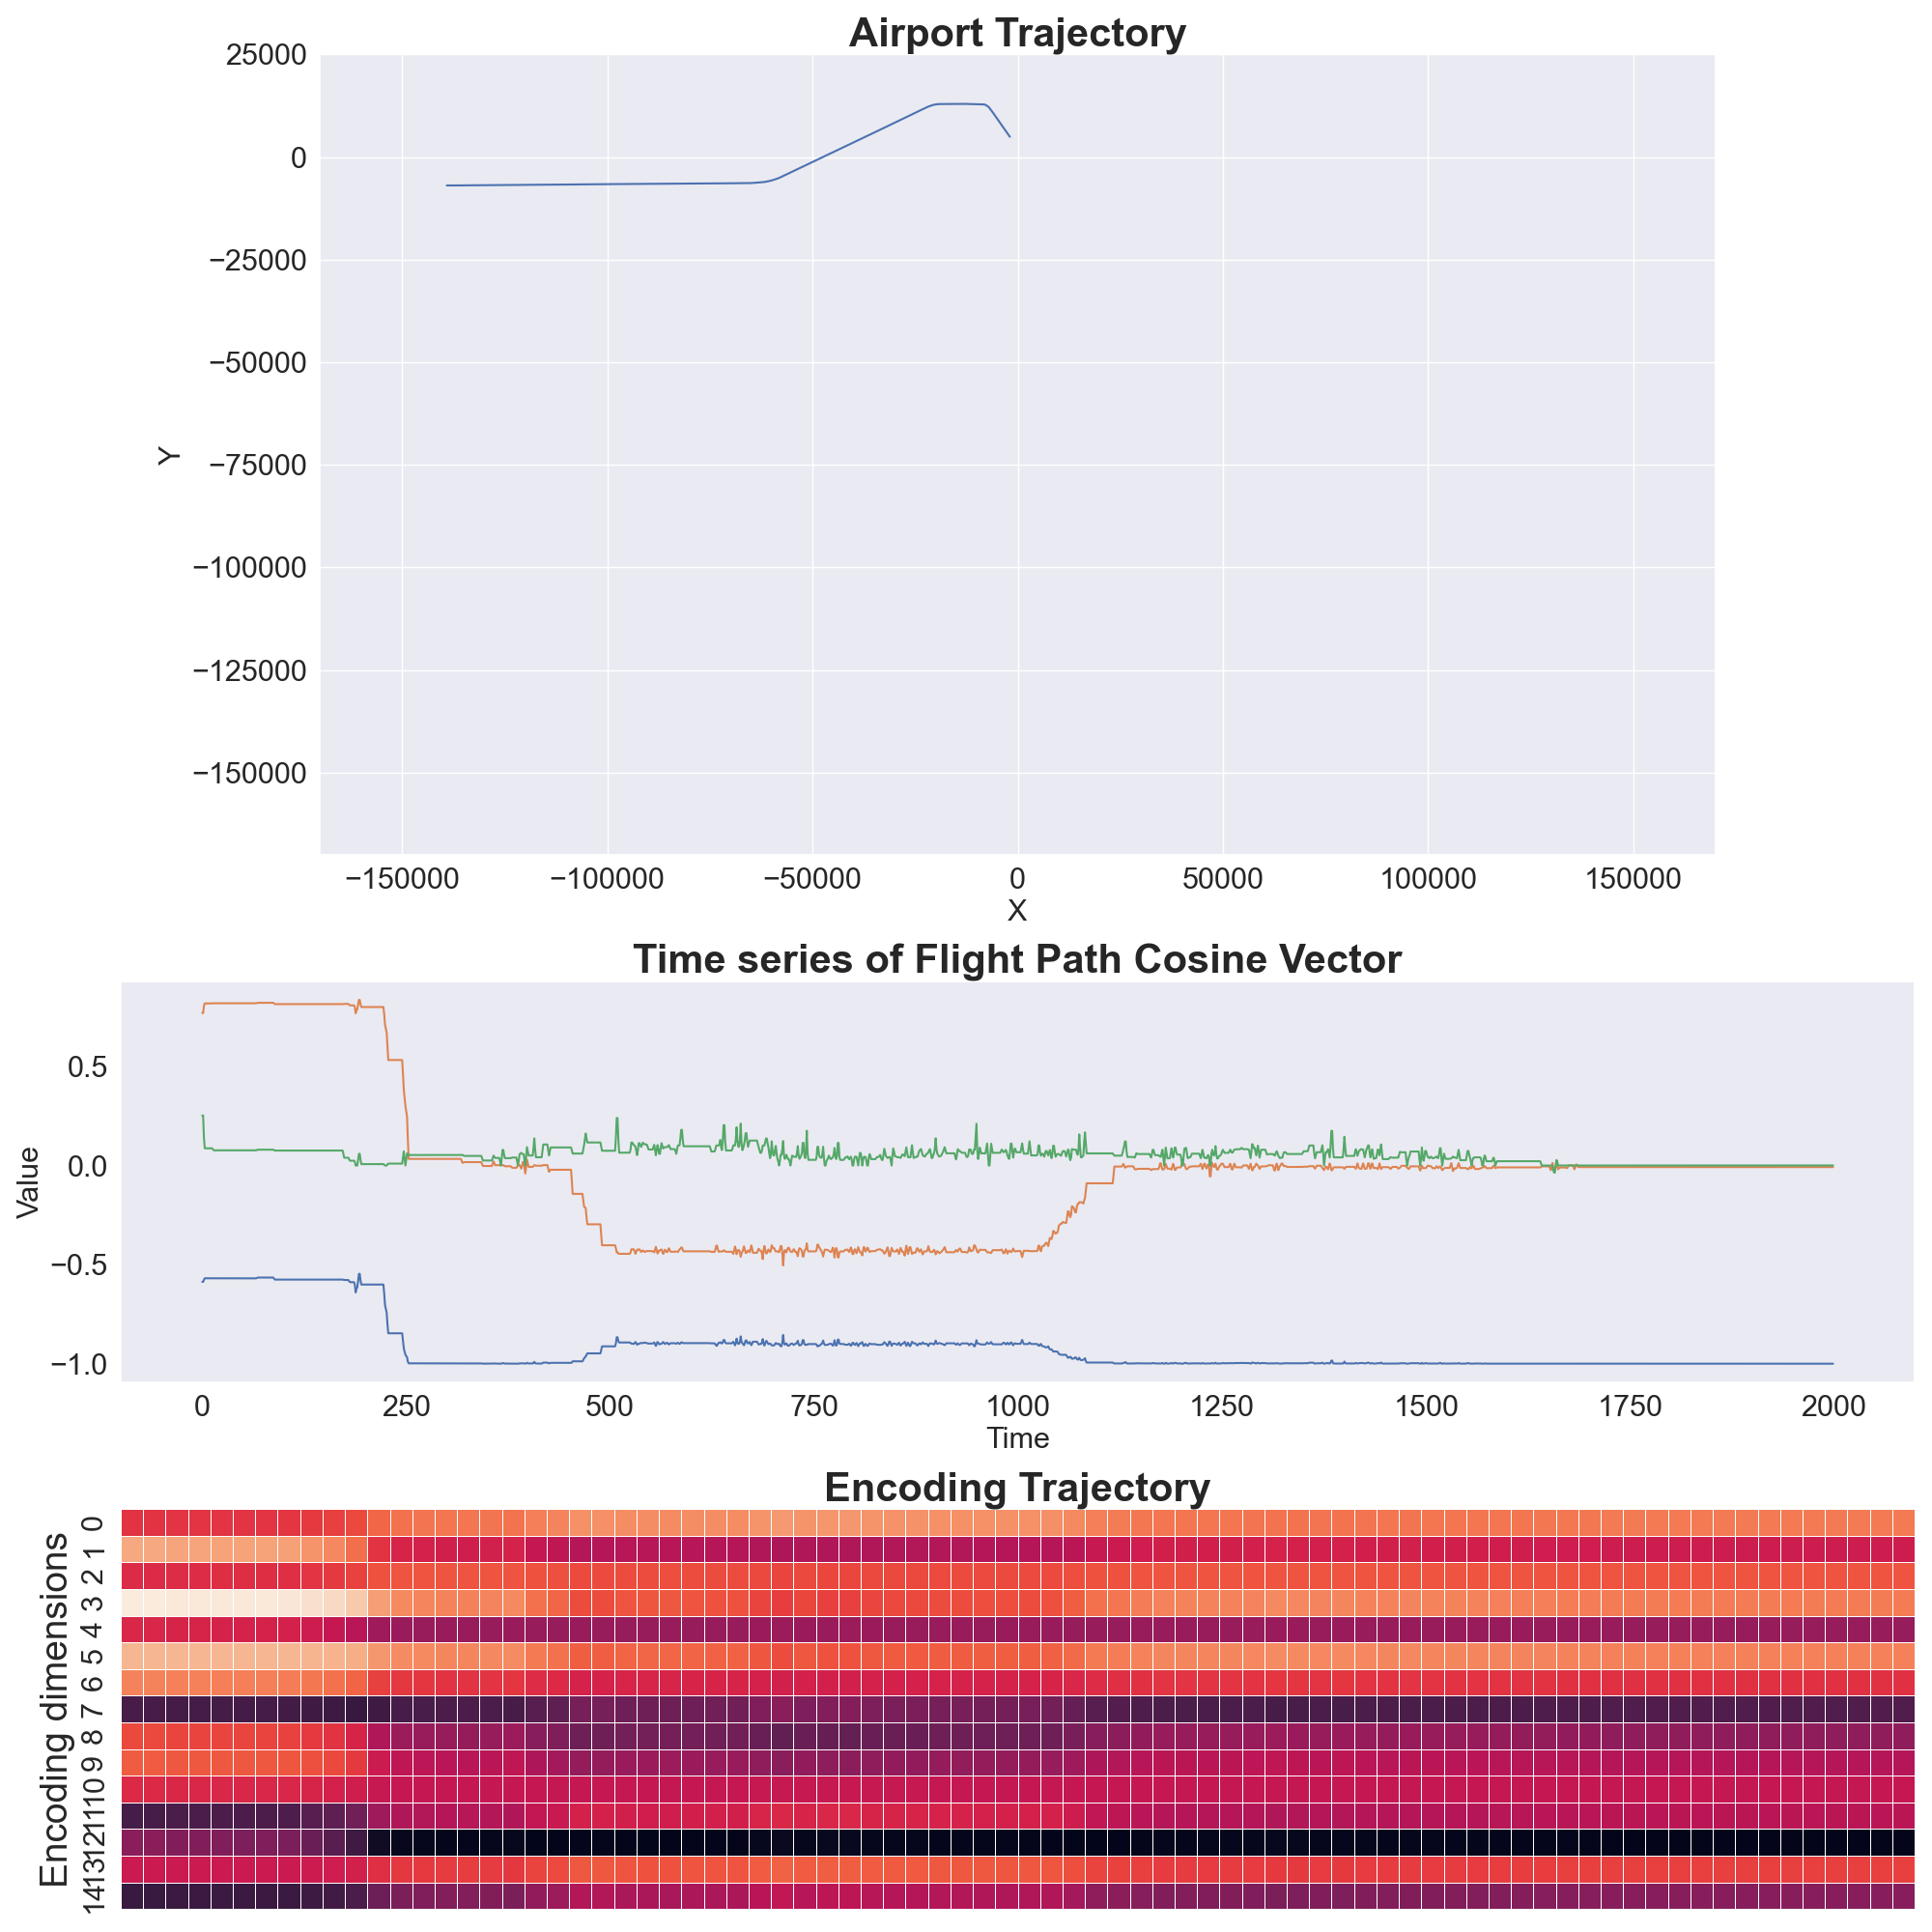 Airport Trajectory
25000
0
−25000
−50000
−75000
−100000
−125000
−150000
Y
−150000 −100000 −50000 0 50000 100000 150000
X
Time series of Flight Path Cosine Vector
0.5
0.0
−0.5
−1.0
Value
0 250 500 750 1000 1250 1500 1750 2000
Time
Encoding Trajectory
Encoding dimensions
0
1
2
3
4
5
6
7
8
9
10
11
12
13
14